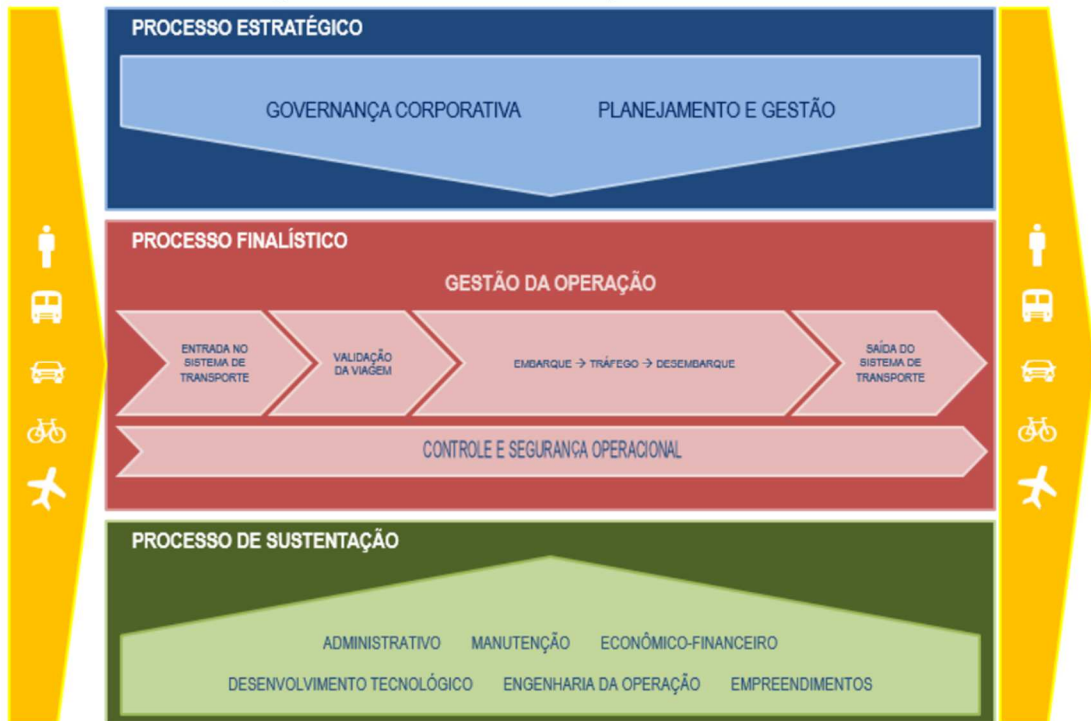 PROCESSO ESTRATÉGICO
GOVERNANÇA CORPORATIVA PLANEJAMENTO E GESTÃO
PROCESSO FINALÍSTICO
GESTÃO DA OPERAÇÃO
ENTRADA NO
SISTEMA DE
TRANSPORTE
VALIDAÇÃO
DA VIAGEM
EMBARQUE → TRÁFEGO → DESEMBARQUE
SAÍDA DO
SISTEMA DE
TRANSPORTE
CONTROLE E SEGURANÇA OPERACIONAL
PROCESSO DE SUSTENTAÇÃO
ADMINISTRATIVO MANUTENÇÃO ECONÔMICO-FINANCEIRO
DESENVOLVIMENTO TECNOLÓGICO ENGENHARIA DA OPERAÇÃO EMPREENDIMENTOS